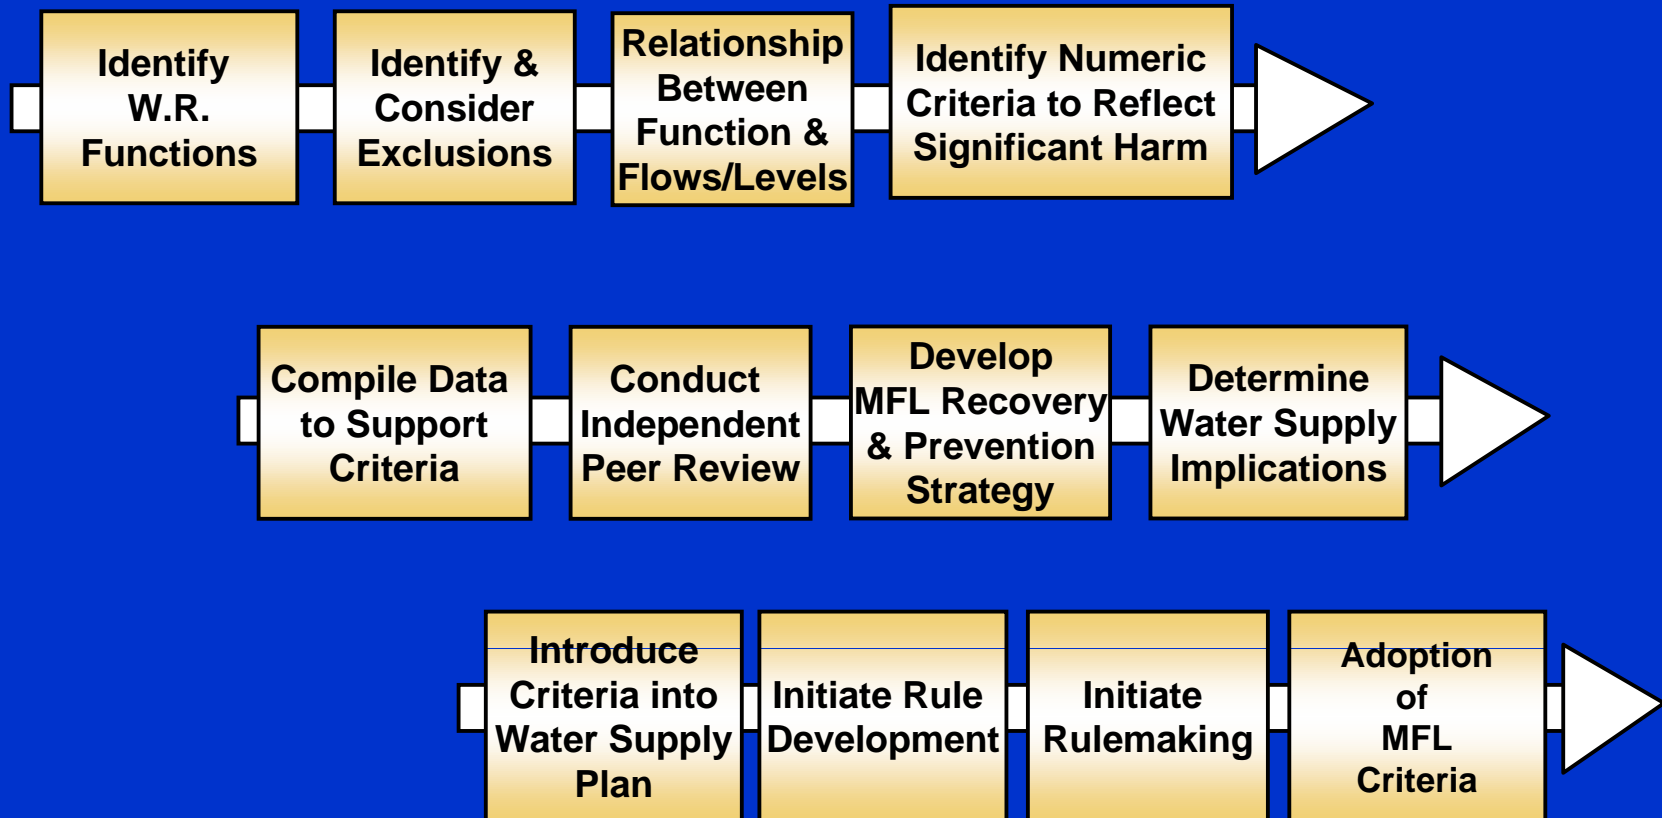 Identify
W.R.
Functions
Identify &
Consider
Exclusions
Relationship
Between
Function &
Flows/Levels
Identify Numeric
Criteria to Reflect
Significant Harm
Compile Data
to Support
Criteria
Conduct
Independent
Peer Review
Develop
MFL Recovery
& Prevention
Strategy
Determine
Water Supply
Implications
Introduce
Criteria into
Water Supply
Plan
Initiate Rule
Development
Initiate
Rulemaking
Adoption
of
MFL
Criteria